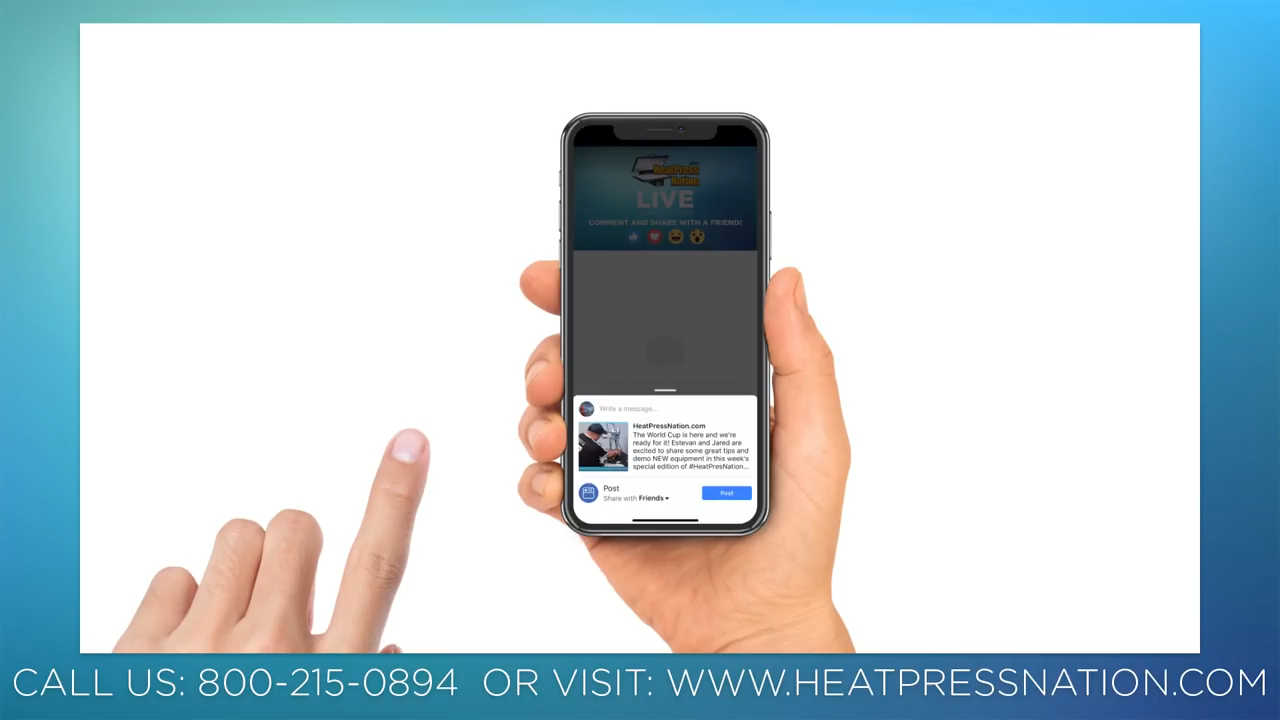 HeatPress
Nation
LIVE
COMMENT AND SHARE WITH A FRIEND!
Write a message...
HeatPressNation.com
The World Cup is here and we're
ready for it! Estevan and Jared are
excited to share some great tips and
demo NEW equipment in this week's
special edition of #HeatPresNation...
Post
Share with Friends
Post
CALL US: 800-215-0894 OR VISIT: WWW.HEATPRESSNATION.COM